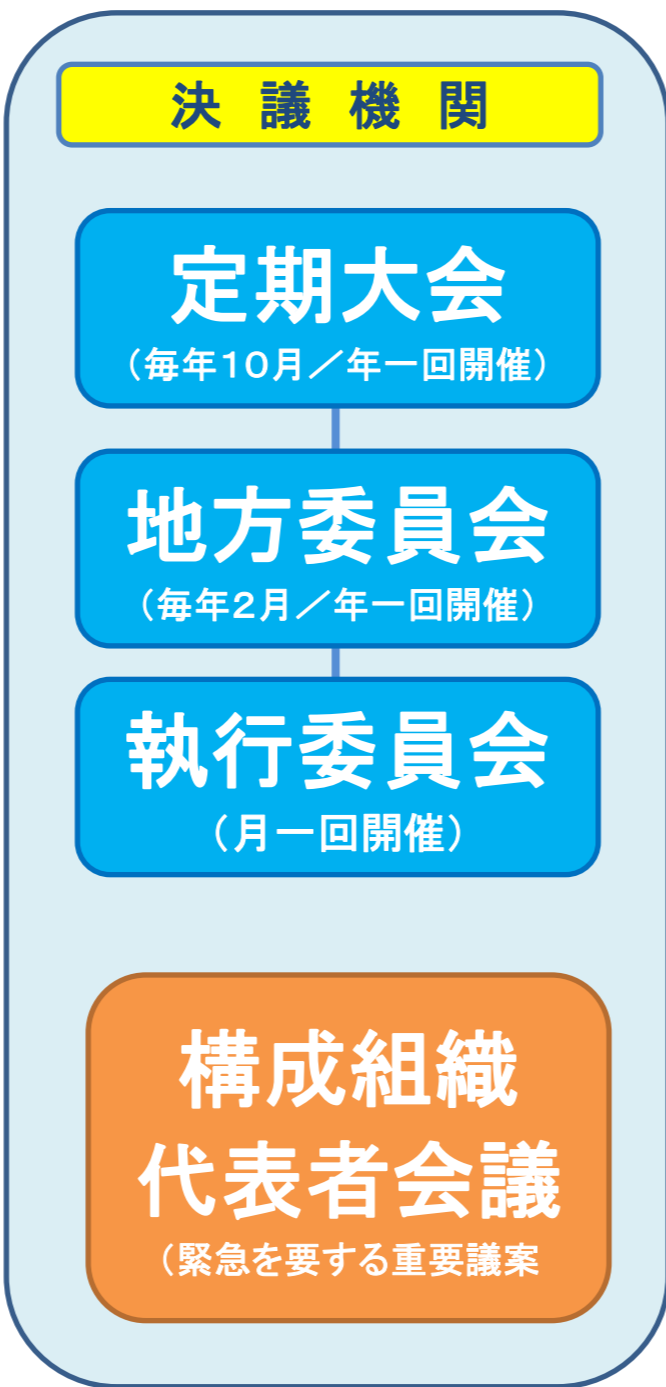 決議機関
定期大会
（毎年１０月／年一回開催）
地方委員会
（毎年２月／年一回開催）
執行委員会
（月一回開催）
構成組織
代表者会議
（緊急を要する重要議案